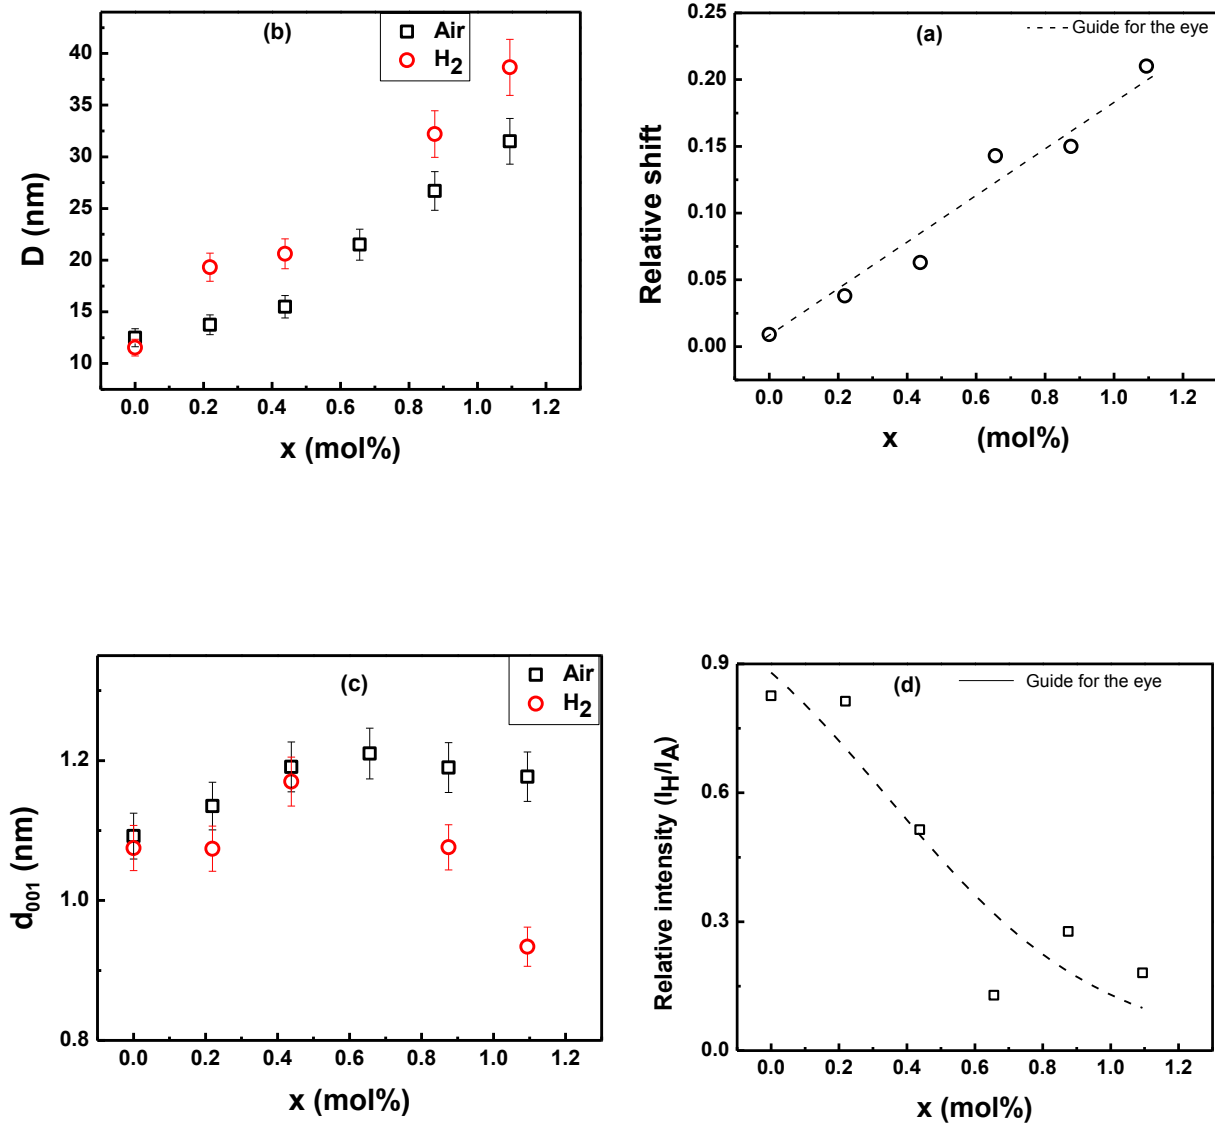 (b)
Air
H2
40
35
30
25
20
15
10
D (nm)
0.0 0.2 0.4 0.6 0.8 1.0 1.2
x (mol%)
(a)
Guide for the eye
0.25
0.20
0.15
0.10
0.05
0.00
Relative shift
0.0 0.2 0.4 0.6 0.8 1.0 1.2
x (mol%)
(c)
Air
H2
1.2
1.0
0.8
d001 (nm)
0.0 0.2 0.4 0.6 0.8 1.0 1.2
x (mol%)
(d)
Guide for the eye
0.9
0.6
0.3
0.0
Relative intensity (IH/IA)
0.0 0.2 0.4 0.6 0.8 1.0 1.2
x (mol%)